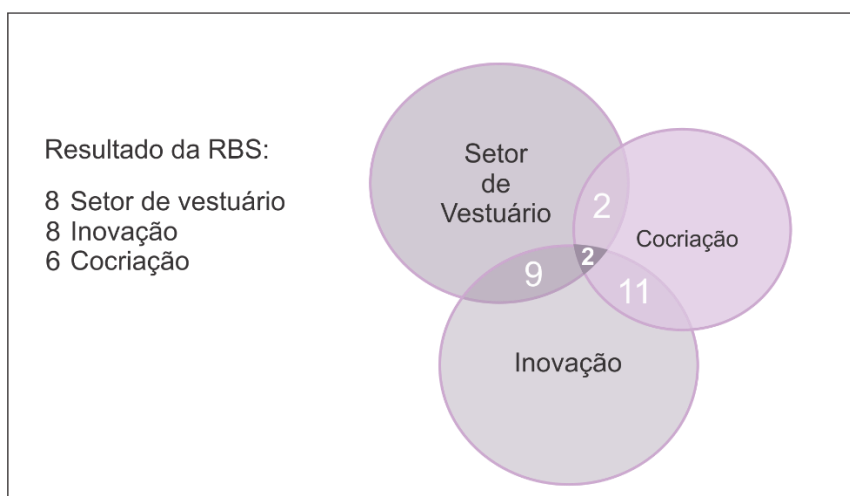 Resultado da RBS:
8 Setor de vestuário
8 Inovação
6 Cocriação
Setor
de
Vestuário
2
Cocriação
2
9
11
Inovação